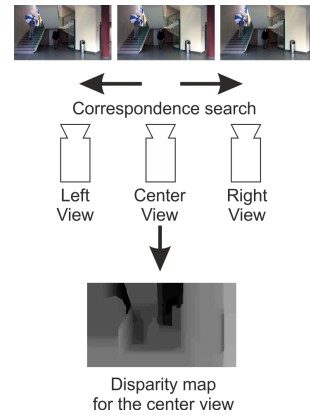 Correspondence search
Left
View
Center
View
Right
View
Disparity map
for the center view